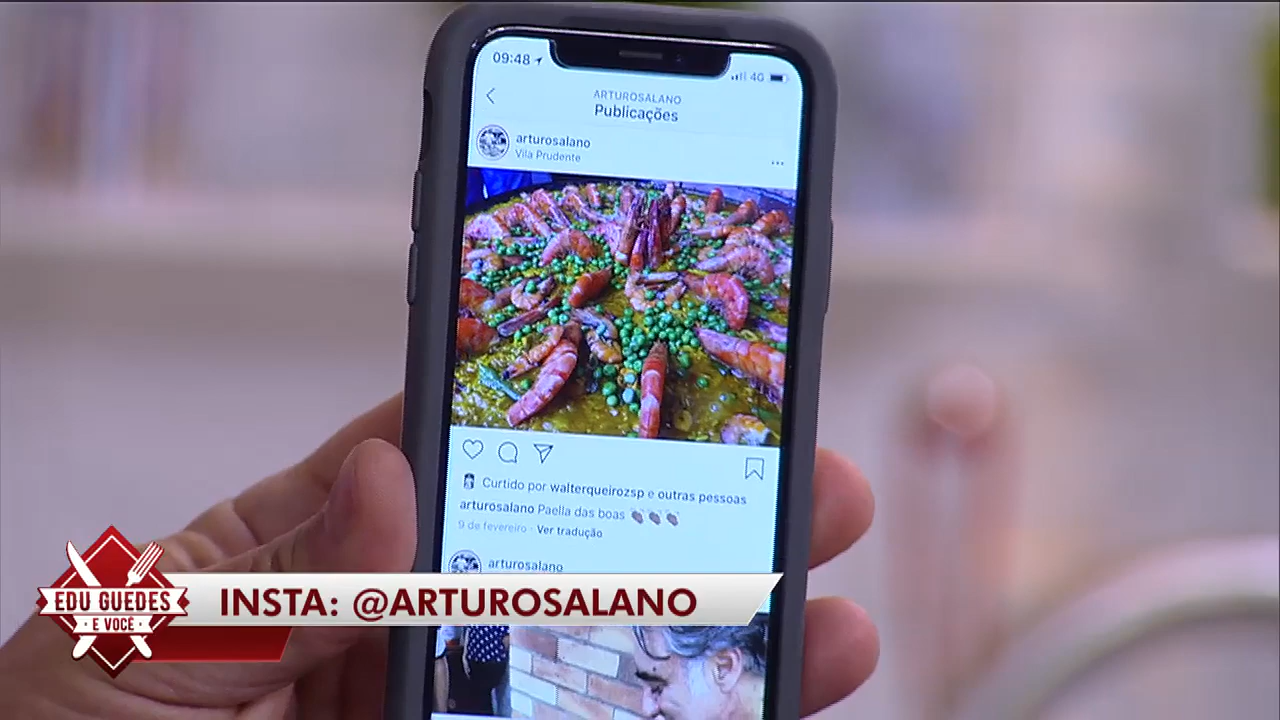 09:48
4G
ARTUROSALANO
Publicações
arturosalano
Vila Prudente
Curtido por walterqueirozsp e outras pessoas
arturosalano Paella das boas
9 de fevereiro · Ver tradução
arturosalano
EDU GUEDES
E VOCÊ
INSTA: @ARTUROSALANO